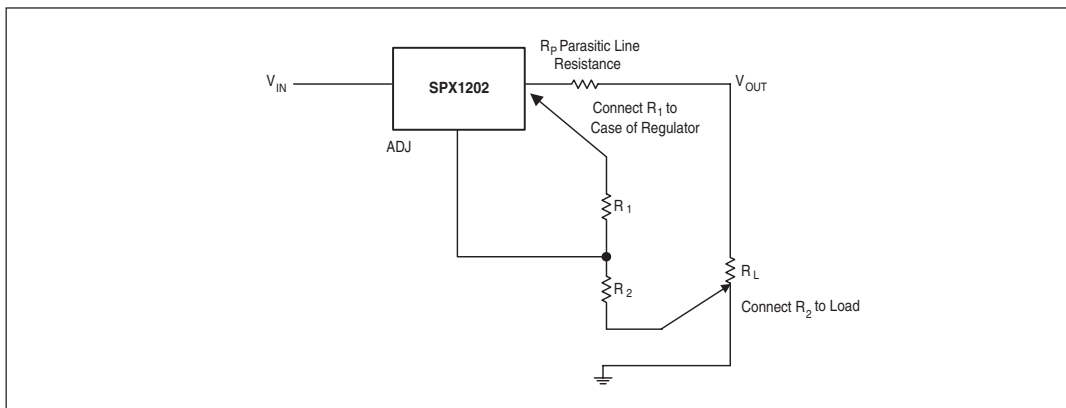 R_P Parasitic Line
Resistance
V_IN
SPX1202
V_OUT
Connect R_1 to
Case of Regulator
ADJ
R_1
R_2
R_L
Connect R_2 to Load